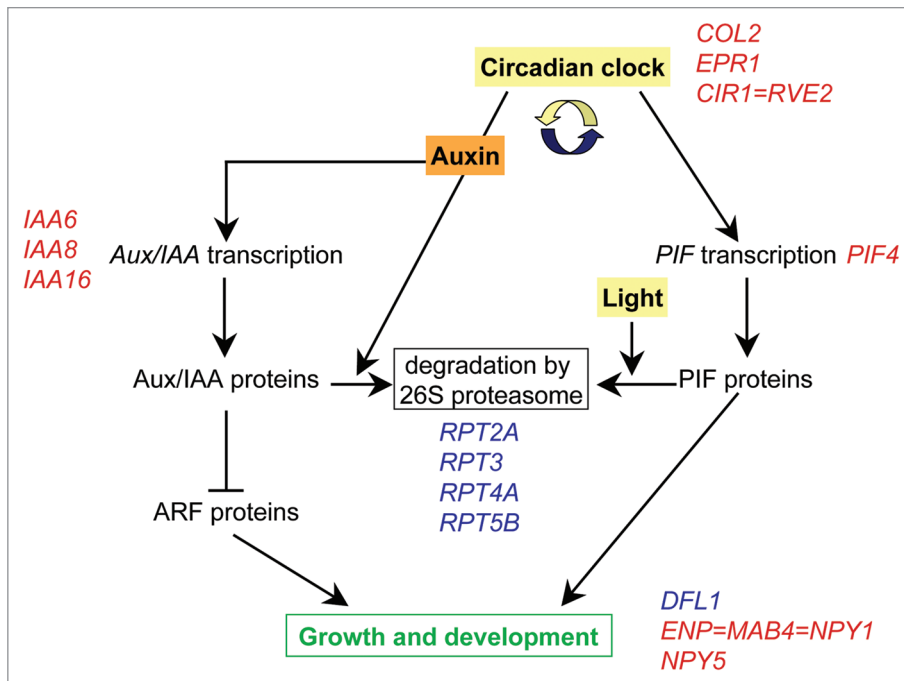 COL2
EPR1
CIR1=RVE2
Circadian clock
Auxin
IAA6
IAA8
IAA16
Aux/IAA transcription
PIF transcription PIF4
Light
Aux/IAA proteins
degradation by
26S proteasome
PIF proteins
RPT2A
RPT3
RPT4A
RPT5B
ARF proteins
Growth and development
DFL1
ENP=MAB4=NPY1
NPY5